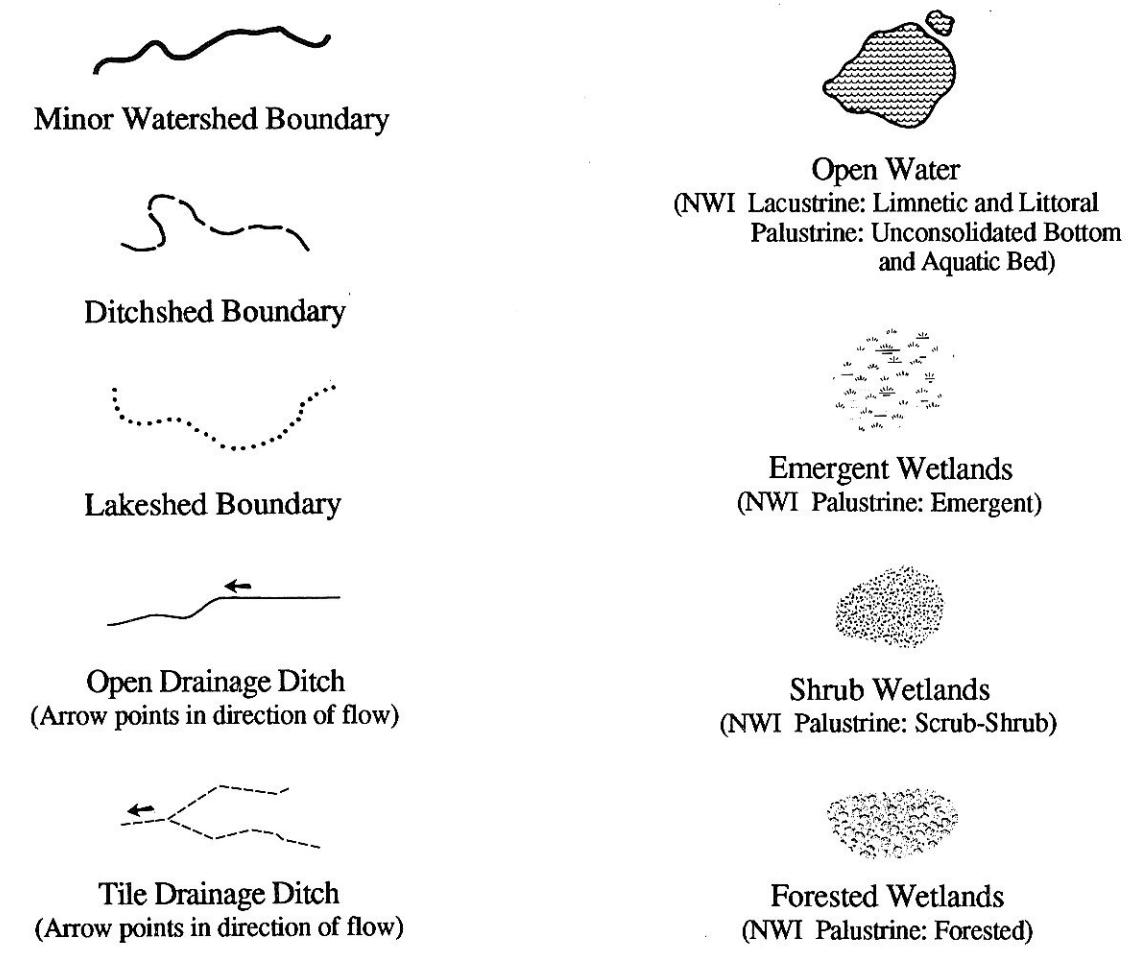 Minor Watershed Boundary
Ditchshed Boundary
Lakeshed Boundary
Open Drainage Ditch
(Arrow points in direction of flow)
Tile Drainage Ditch
(Arrow points in direction of flow)
Open Water
(NWI Lacustrine: Limnetic and Littoral
Palustrine: Unconsolidated Bottom
and Aquatic Bed)
Emergent Wetlands
(NWI Palustrine: Emergent)
Shrub Wetlands
(NWI Palustrine: Scrub-Shrub)
Forested Wetlands
(NWI Palustrine: Forested)